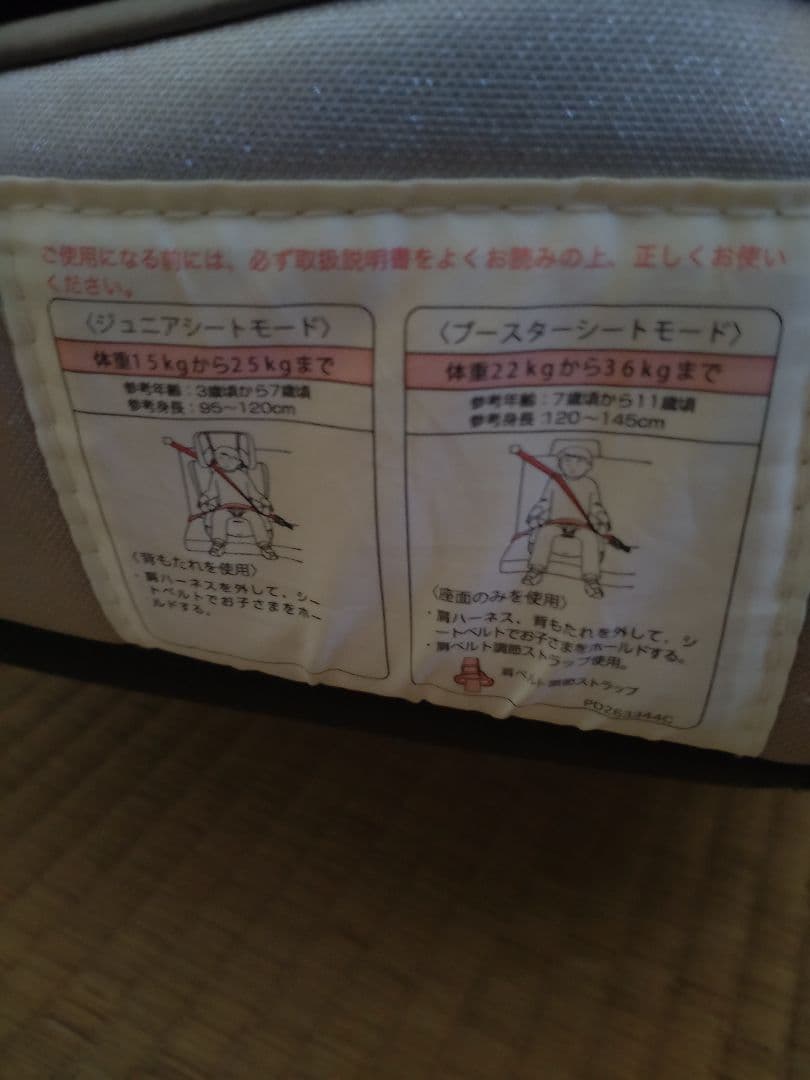 ご使用になる前には、必ず取扱説明書をよくお読みの上、正しくお使い
ください。
〈ジュニアシートモード〉
体重15kgから25kgまで
参考年齢：3歳頃から7歳頃
参考身長：95～120cm
〈背もたれを使用〉
・肩ハーネスを外して、シー
トベルトでお子さまをホー
ルドする。
〈ブースターシートモード〉
体重22kgから36kgまで
参考年齢：7歳頃から11歳頃
参考身長：120～145cm
〈座面のみを使用〉
・肩ハーネス、背もたれを外して、シ
ートベルトでお子さまをホールドする。
・肩ベルト調節ストラップ使用。
肩ベルト調節ストラップ
PD263344C